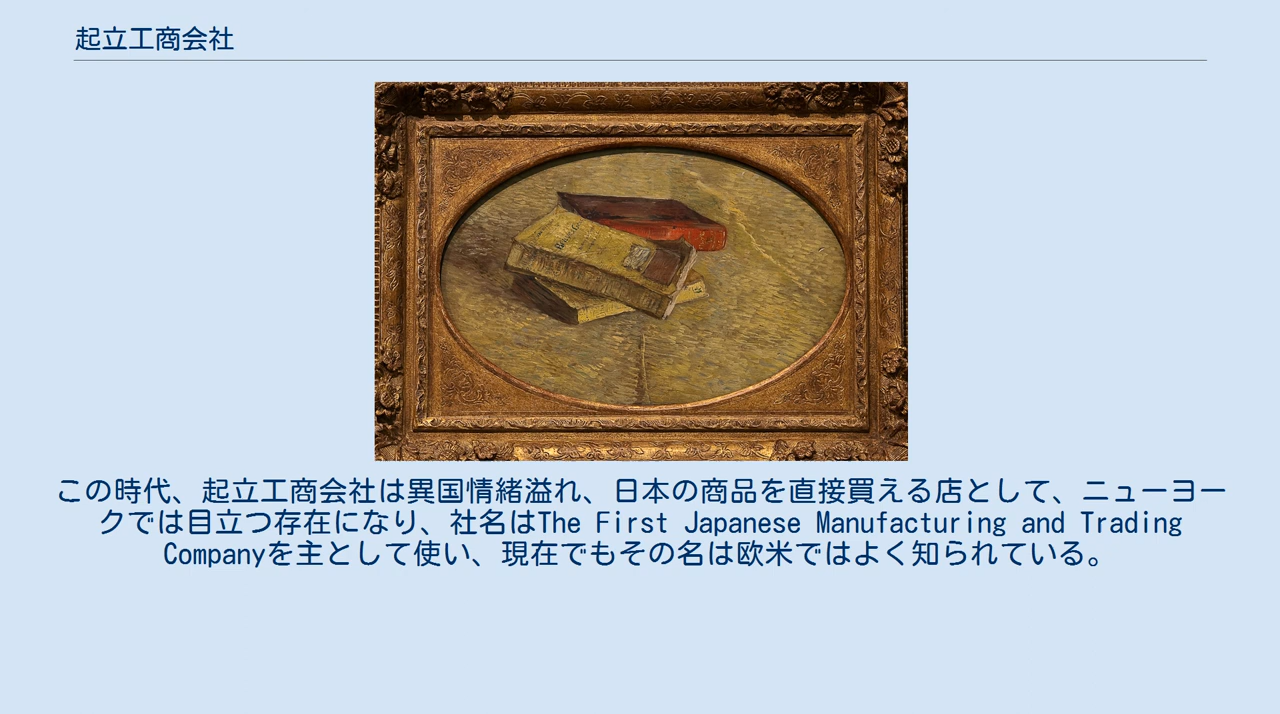 起立工商会社
この時代、起立工商会社は異国情緒溢れ、日本の商品を直接買える店として、ニューヨー
クでは目立つ存在になり、社名はThe First Japanese Manufacturing and Trading
Companyを主として使い、現在でもその名は欧米ではよく知られている。